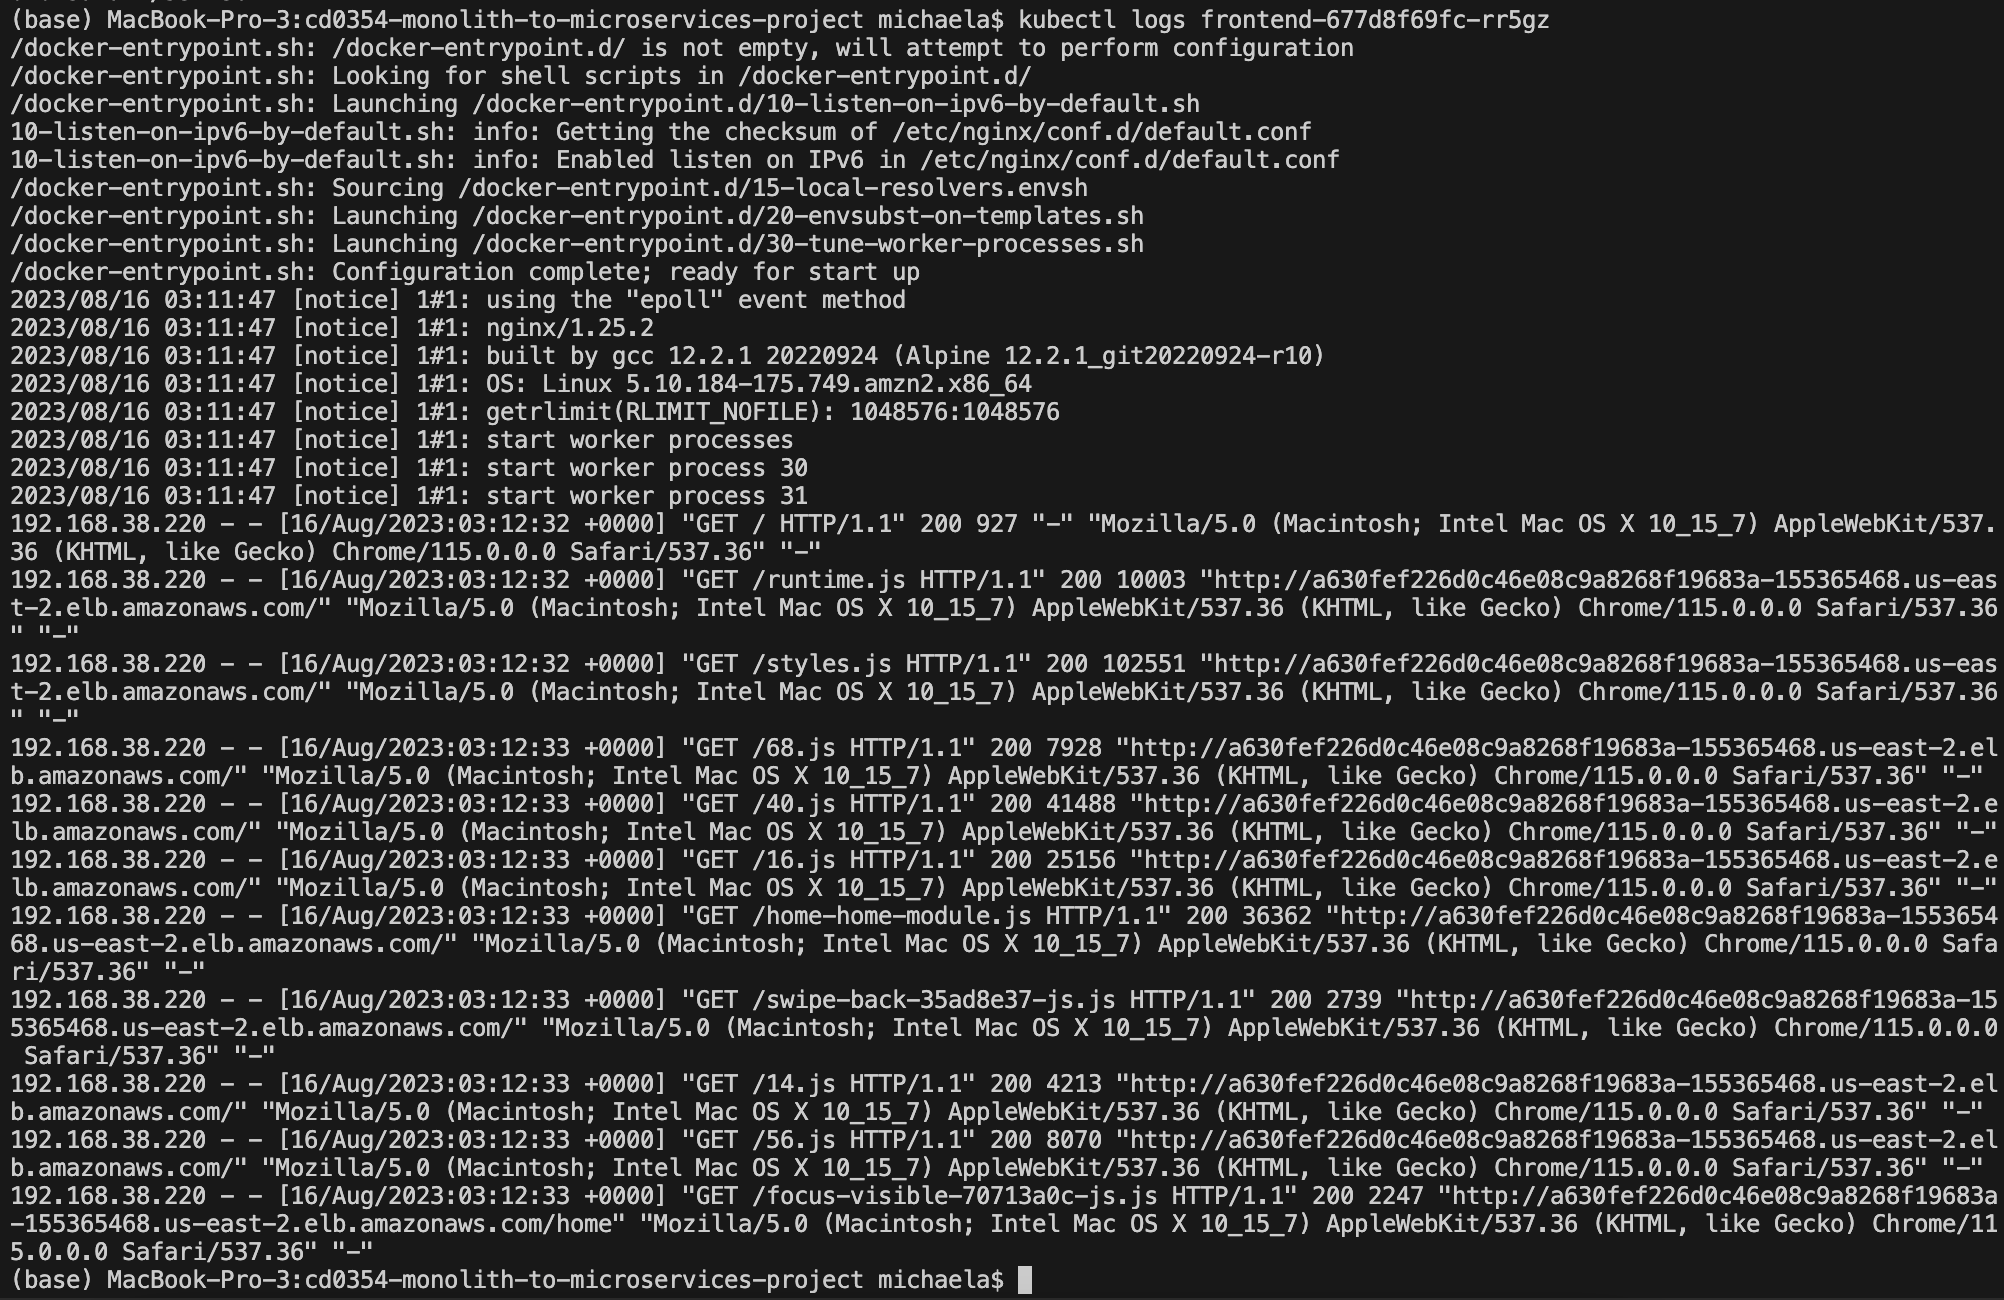 (base) MacBook-Pro-3:cd0354-monolith-to-microservices-project michaela$ kubectl logs frontend-677d8f69fc-rr5gz
/docker-entrypoint.sh: /docker-entrypoint.d/ is not empty, will attempt to perform configuration
/docker-entrypoint.sh: Looking for shell scripts in /docker-entrypoint.d/
/docker-entrypoint.sh: Launching /docker-entrypoint.d/10-listen-on-ipv6-by-default.sh
10-listen-on-ipv6-by-default.sh: info: Getting the checksum of /etc/nginx/conf.d/default.conf
10-listen-on-ipv6-by-default.sh: info: Enabled listen on IPv6 in /etc/nginx/conf.d/default.conf
/docker-entrypoint.sh: Sourcing /docker-entrypoint.d/15-local-resolvers.envsh
/docker-entrypoint.sh: Launching /docker-entrypoint.d/20-envsubst-on-templates.sh
/docker-entrypoint.sh: Launching /docker-entrypoint.d/30-tune-worker-processes.sh
/docker-entrypoint.sh: Configuration complete; ready for start up
2023/08/16 03:11:47 [notice] 1#1: using the "epoll" event method
2023/08/16 03:11:47 [notice] 1#1: nginx/1.25.2
2023/08/16 03:11:47 [notice] 1#1: built by gcc 12.2.1 20220924 (Alpine 12.2.1_git20220924-r10)
2023/08/16 03:11:47 [notice] 1#1: OS: Linux 5.10.184-175.749.amzn2.x86_64
2023/08/16 03:11:47 [notice] 1#1: getrlimit(RLIMIT_NOFILE): 1048576:1048576
2023/08/16 03:11:47 [notice] 1#1: start worker processes
2023/08/16 03:11:47 [notice] 1#1: start worker process 30
2023/08/16 03:11:47 [notice] 1#1: start worker process 31
192.168.38.220 - - [16/Aug/2023:03:12:32 +0000] "GET / HTTP/1.1" 200 927 "-" "Mozilla/5.0 (Macintosh; Intel Mac OS X 10_15_7) AppleWebKit/537.
36 (KHTML, like Gecko) Chrome/115.0.0.0 Safari/537.36" "-"
192.168.38.220 - - [16/Aug/2023:03:12:32 +0000] "GET /runtime.js HTTP/1.1" 200 10003 "http://a630fef226d0c46e08c9a8268f19683a-155365468.us-eas
t-2.elb.amazonaws.com/" "Mozilla/5.0 (Macintosh; Intel Mac OS X 10_15_7) AppleWebKit/537.36 (KHTML, like Gecko) Chrome/115.0.0.0 Safari/537.36
" "-"
192.168.38.220 - - [16/Aug/2023:03:12:32 +0000] "GET /styles.js HTTP/1.1" 200 102551 "http://a630fef226d0c46e08c9a8268f19683a-155365468.us-eas
t-2.elb.amazonaws.com/" "Mozilla/5.0 (Macintosh; Intel Mac OS X 10_15_7) AppleWebKit/537.36 (KHTML, like Gecko) Chrome/115.0.0.0 Safari/537.36
" "-"
192.168.38.220 - - [16/Aug/2023:03:12:33 +0000] "GET /68.js HTTP/1.1" 200 7928 "http://a630fef226d0c46e08c9a8268f19683a-155365468.us-east-2.el
b.amazonaws.com/" "Mozilla/5.0 (Macintosh; Intel Mac OS X 10_15_7) AppleWebKit/537.36 (KHTML, like Gecko) Chrome/115.0.0.0 Safari/537.36" "-"
192.168.38.220 - - [16/Aug/2023:03:12:33 +0000] "GET /40.js HTTP/1.1" 200 41488 "http://a630fef226d0c46e08c9a8268f19683a-155365468.us-east-2.e
lb.amazonaws.com/" "Mozilla/5.0 (Macintosh; Intel Mac OS X 10_15_7) AppleWebKit/537.36 (KHTML, like Gecko) Chrome/115.0.0.0 Safari/537.36" "-"
192.168.38.220 - - [16/Aug/2023:03:12:33 +0000] "GET /16.js HTTP/1.1" 200 25156 "http://a630fef226d0c46e08c9a8268f19683a-155365468.us-east-2.e
lb.amazonaws.com/" "Mozilla/5.0 (Macintosh; Intel Mac OS X 10_15_7) AppleWebKit/537.36 (KHTML, like Gecko) Chrome/115.0.0.0 Safari/537.36" "-"
192.168.38.220 - - [16/Aug/2023:03:12:33 +0000] "GET /home-home-module.js HTTP/1.1" 200 36362 "http://a630fef226d0c46e08c9a8268f19683a-1553654
68.us-east-2.elb.amazonaws.com/" "Mozilla/5.0 (Macintosh; Intel Mac OS X 10_15_7) AppleWebKit/537.36 (KHTML, like Gecko) Chrome/115.0.0.0 Safa
ri/537.36" "-"
192.168.38.220 - - [16/Aug/2023:03:12:33 +0000] "GET /swipe-back-35ad8e37-js.js HTTP/1.1" 200 2739 "http://a630fef226d0c46e08c9a8268f19683a-15
5365468.us-east-2.elb.amazonaws.com/" "Mozilla/5.0 (Macintosh; Intel Mac OS X 10_15_7) AppleWebKit/537.36 (KHTML, like Gecko) Chrome/115.0.0.0
 Safari/537.36" "-"
192.168.38.220 - - [16/Aug/2023:03:12:33 +0000] "GET /14.js HTTP/1.1" 200 4213 "http://a630fef226d0c46e08c9a8268f19683a-155365468.us-east-2.el
b.amazonaws.com/" "Mozilla/5.0 (Macintosh; Intel Mac OS X 10_15_7) AppleWebKit/537.36 (KHTML, like Gecko) Chrome/115.0.0.0 Safari/537.36" "-"
192.168.38.220 - - [16/Aug/2023:03:12:33 +0000] "GET /56.js HTTP/1.1" 200 8070 "http://a630fef226d0c46e08c9a8268f19683a-155365468.us-east-2.el
b.amazonaws.com/" "Mozilla/5.0 (Macintosh; Intel Mac OS X 10_15_7) AppleWebKit/537.36 (KHTML, like Gecko) Chrome/115.0.0.0 Safari/537.36" "-"
192.168.38.220 - - [16/Aug/2023:03:12:33 +0000] "GET /focus-visible-70713a0c-js.js HTTP/1.1" 200 2247 "http://a630fef226d0c46e08c9a8268f19683a
-155365468.us-east-2.elb.amazonaws.com/home" "Mozilla/5.0 (Macintosh; Intel Mac OS X 10_15_7) AppleWebKit/537.36 (KHTML, like Gecko) Chrome/11
5.0.0.0 Safari/537.36" "-"
(base) MacBook-Pro-3:cd0354-monolith-to-microservices-project michaela$